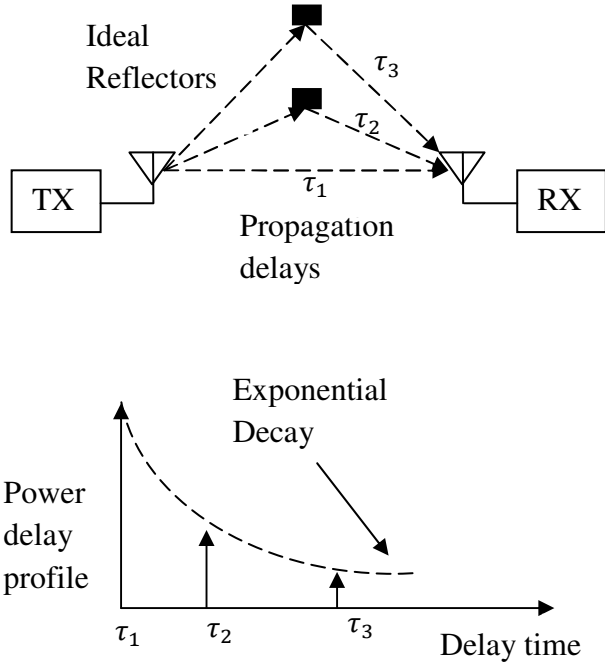 Ideal
Reflectors
τ₃
τ₂
τ₁
TX
RX
Propagation
delays
Exponential
Decay
Power
delay
profile
τ₁
τ₂
τ₃
Delay time